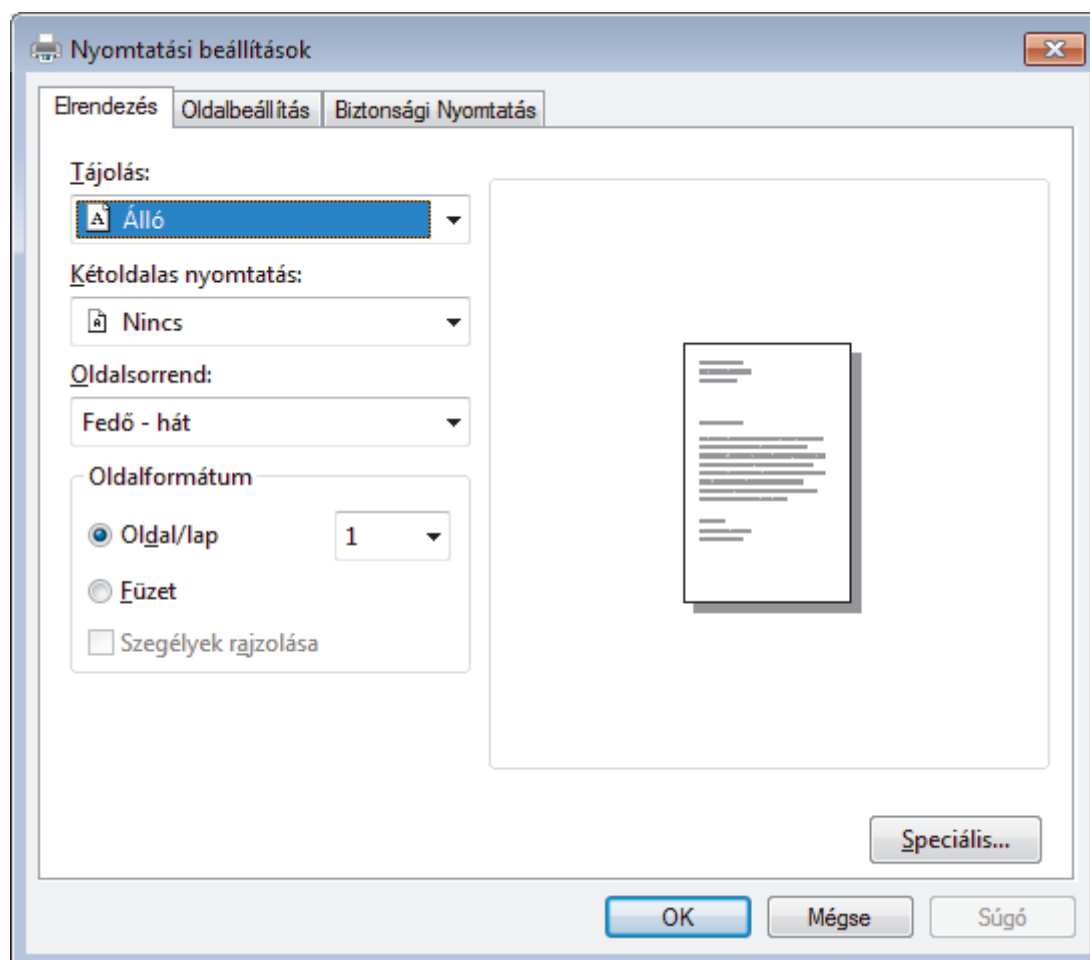 Nyomtatási beállítások
Elrendezés Oldalbeállítás Biztonsági Nyomtatás
Tájolás:
Álló
Kétoldalas nyomtatás:
Nincs
Oldalsorrend:
Fedő - hát
Oldalformátum
Oldal/lap 1
Füzet
Szegélyek rajzolása
Speciális...
OK Mégse Súgó